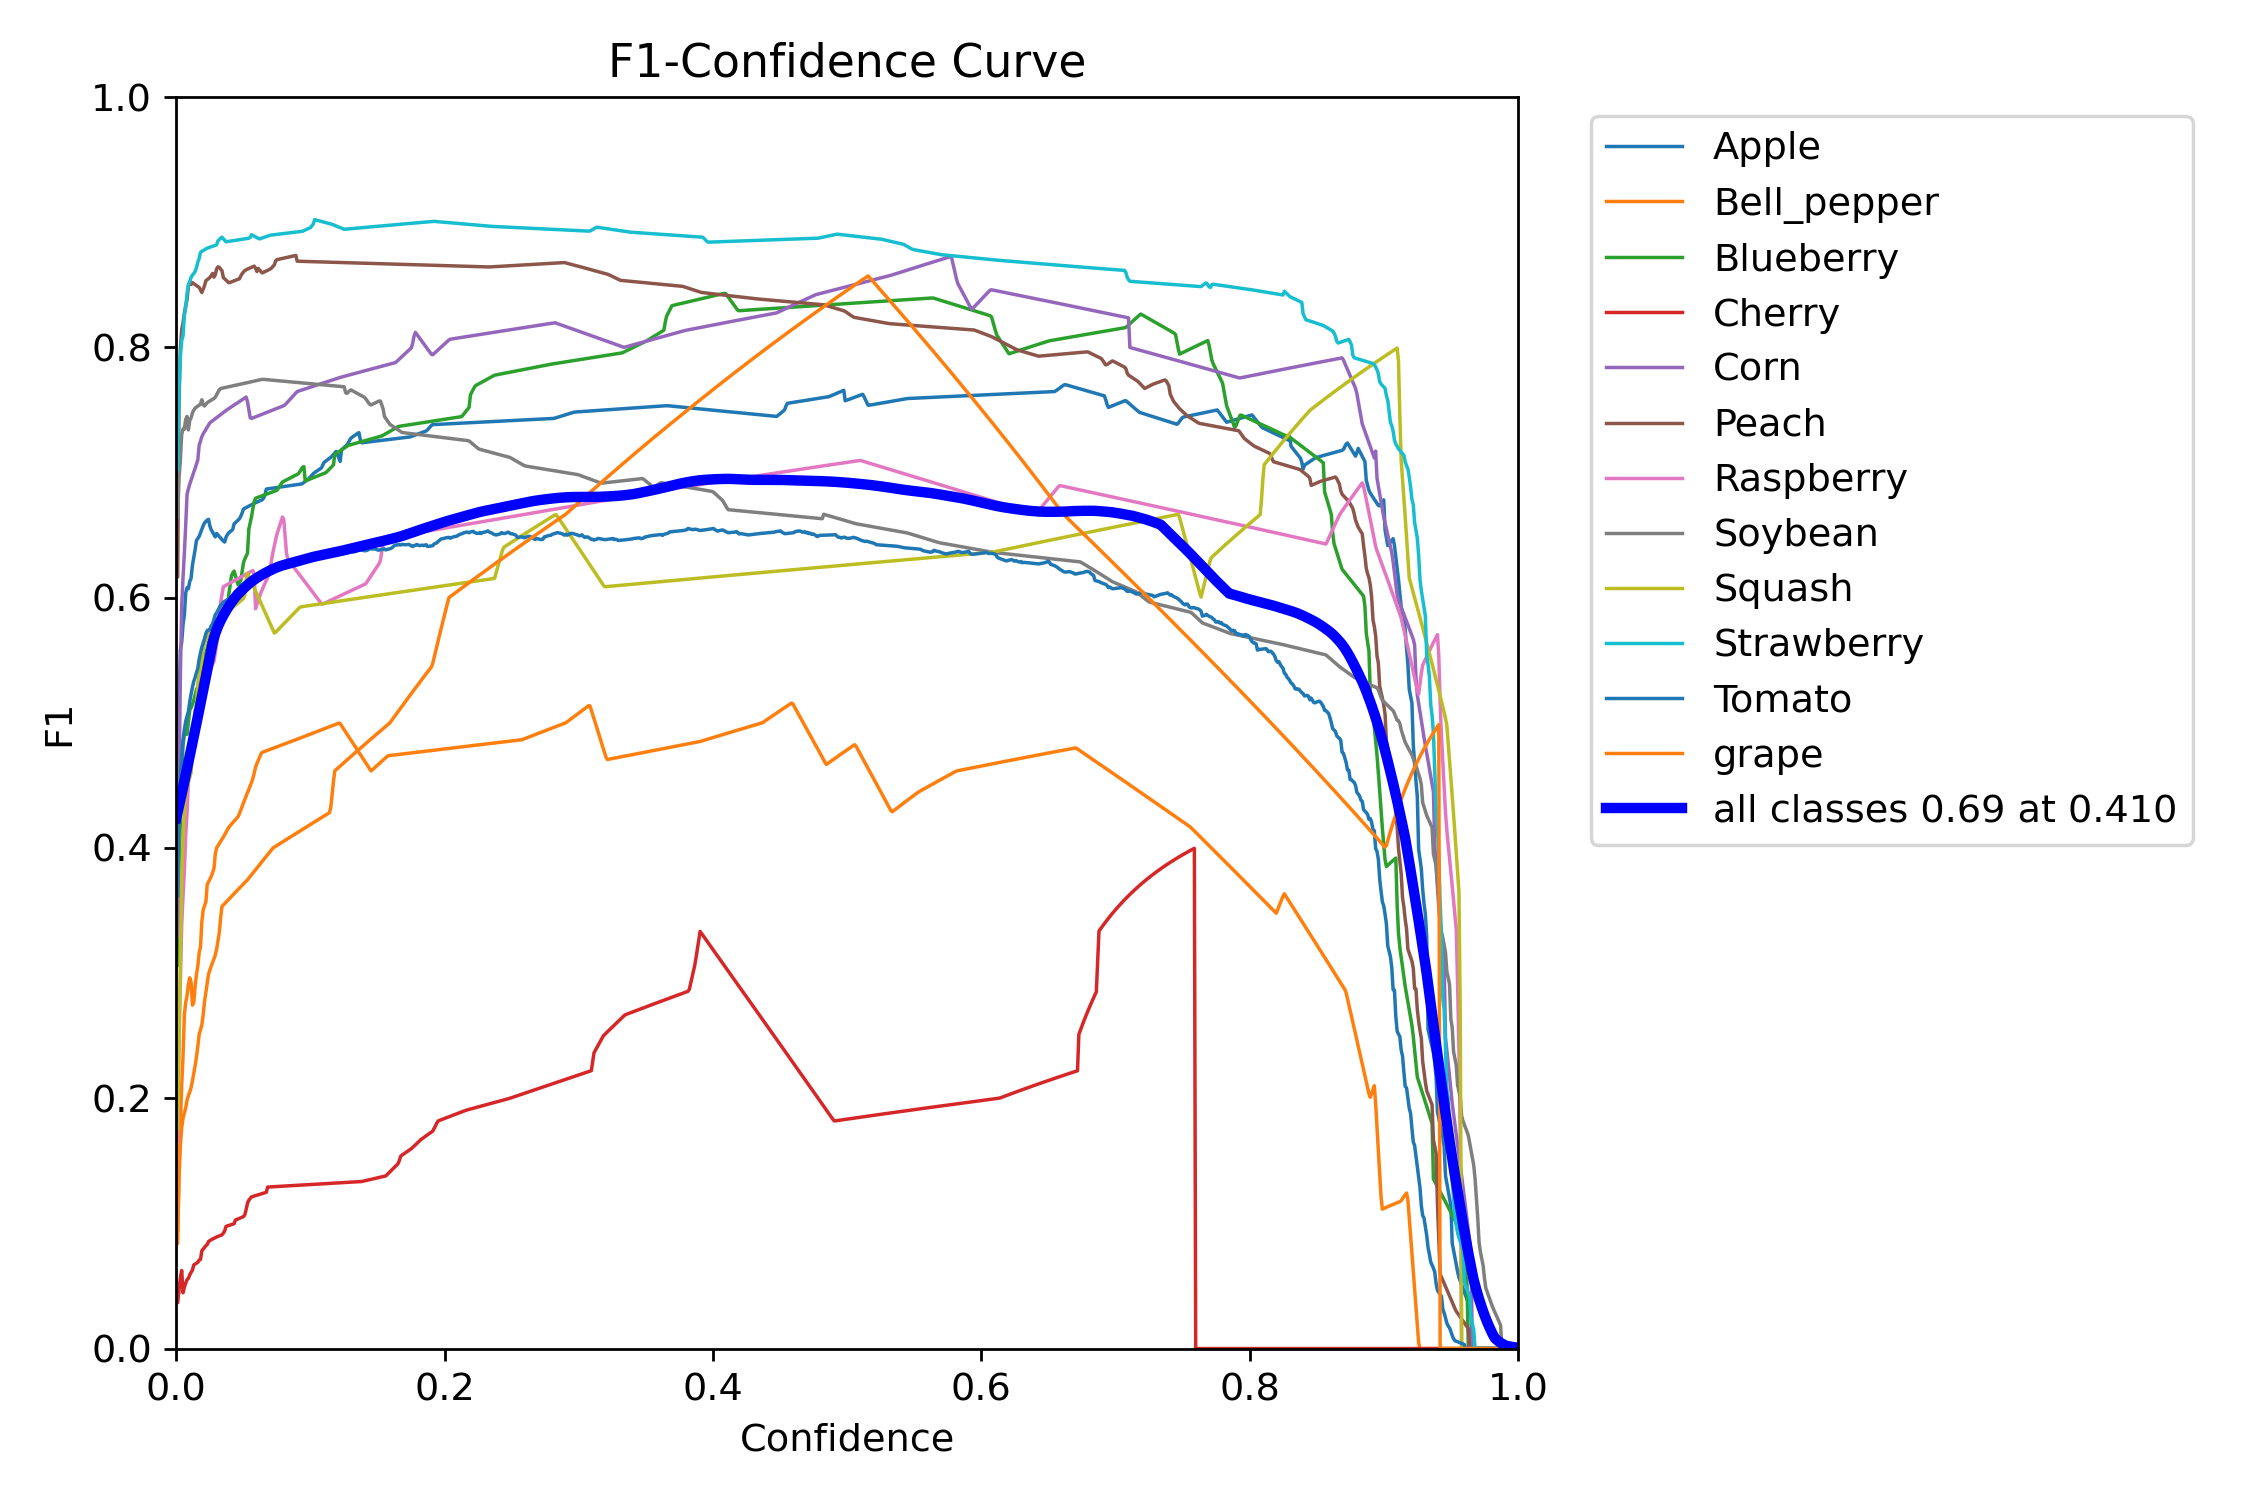 F1-Confidence Curve
1.0
0.8
0.6
0.4
0.2
0.0
F1
0.0 0.2 0.4 0.6 0.8 1.0
Confidence
Apple
Bell_pepper
Blueberry
Cherry
Corn
Peach
Raspberry
Soybean
Squash
Strawberry
Tomato
grape
all classes 0.69 at 0.410